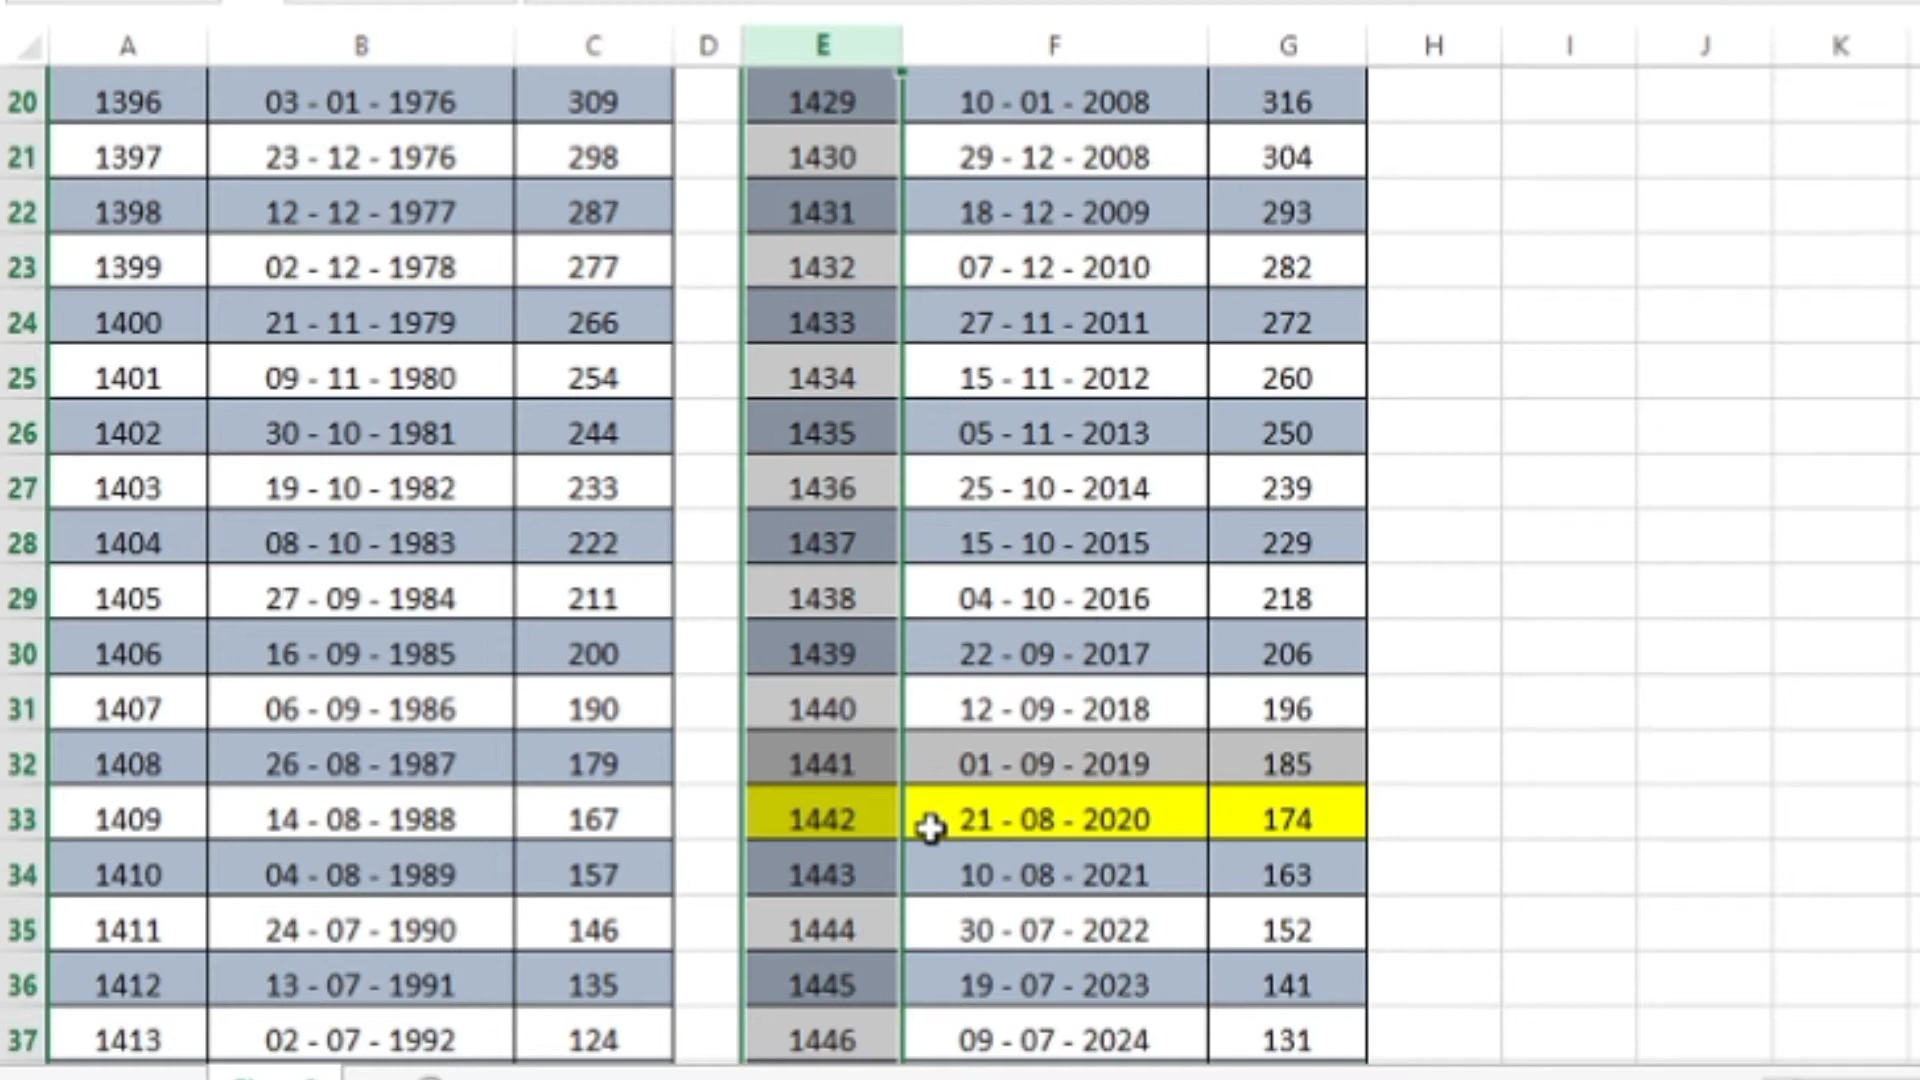 A B C D E F G H I J K
20 1396 03 - 01 - 1976 309 1429 10 - 01 - 2008 316
21 1397 23 - 12 - 1976 298 1430 29 - 12 - 2008 304
22 1398 12 - 12 - 1977 287 1431 18 - 12 - 2009 293
23 1399 02 - 12 - 1978 277 1432 07 - 12 - 2010 282
24 1400 21 - 11 - 1979 266 1433 27 - 11 - 2011 272
25 1401 09 - 11 - 1980 254 1434 15 - 11 - 2012 260
26 1402 30 - 10 - 1981 244 1435 05 - 11 - 2013 250
27 1403 19 - 10 - 1982 233 1436 25 - 10 - 2014 239
28 1404 08 - 10 - 1983 222 1437 15 - 10 - 2015 229
29 1405 27 - 09 - 1984 211 1438 04 - 10 - 2016 218
30 1406 16 - 09 - 1985 200 1439 22 - 09 - 2017 206
31 1407 06 - 09 - 1986 190 1440 12 - 09 - 2018 196
32 1408 26 - 08 - 1987 179 1441 01 - 09 - 2019 185
33 1409 14 - 08 - 1988 167 1442 21 - 08 - 2020 174
34 1410 04 - 08 - 1989 157 1443 10 - 08 - 2021 163
35 1411 24 - 07 - 1990 146 1444 30 - 07 - 2022 152
36 1412 13 - 07 - 1991 135 1445 19 - 07 - 2023 141
37 1413 02 - 07 - 1992 124 1446 09 - 07 - 2024 131